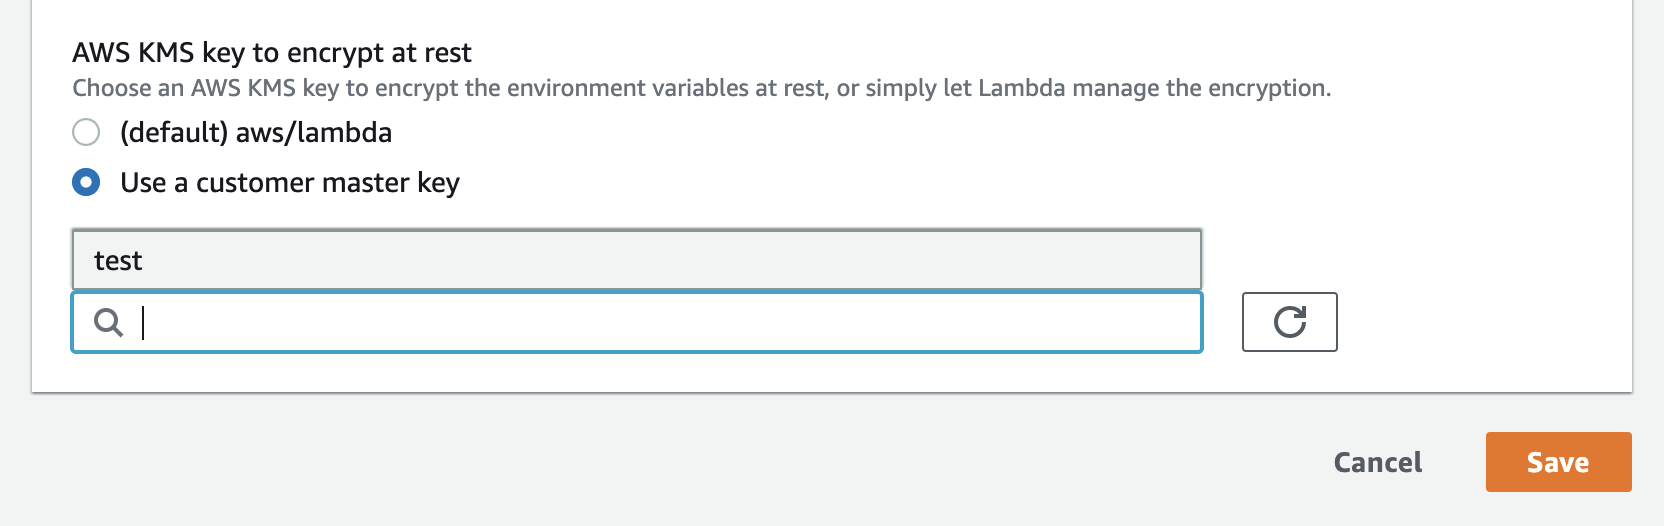 AWS KMS key to encrypt at rest
Choose an AWS KMS key to encrypt the environment variables at rest, or simply let Lambda manage the encryption.
(default) aws/lambda
Use a customer master key
test
Cancel
Save